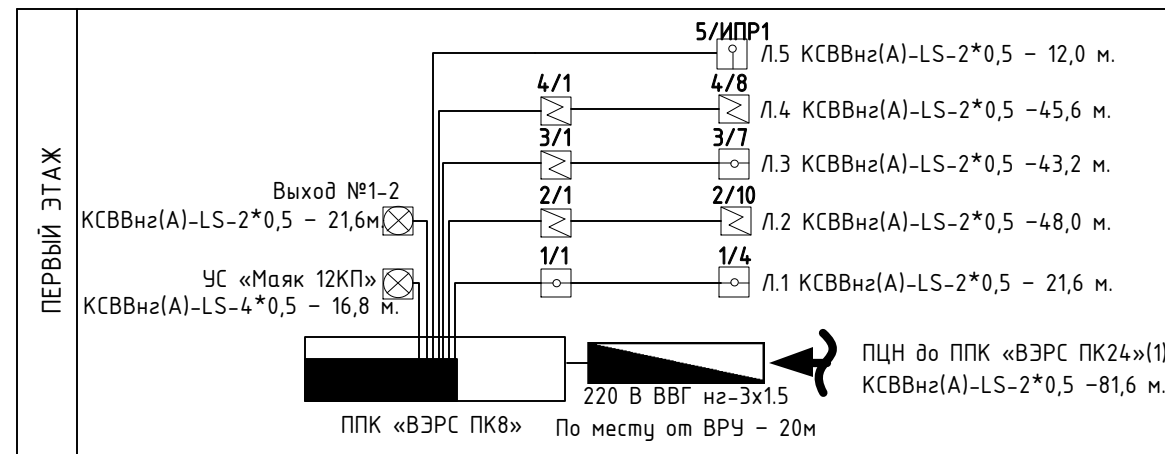 ПЕРВЫЙ ЭТАЖ
5/ИПР1
Л.5 КСВВнг(А)-LS-2*0,5 - 12,0 м.
4/1
4/8
Л.4 КСВВнг(А)-LS-2*0,5 -45,6 м.
3/1
3/7
Л.3 КСВВнг(А)-LS-2*0,5 -43,2 м.
Выход №1-2
КСВВнг(А)-LS-2*0,5 - 21,6м.
2/1
2/10
Л.2 КСВВнг(А)-LS-2*0,5 -48,0 м.
УС «Маяк 12КП»
КСВВнг(А)-LS-4*0,5 - 16,8 м.
1/1
1/4
Л.1 КСВВнг(А)-LS-2*0,5 - 21,6 м.
ПЦН до ППК «ВЭРС ПК24»(1)
КСВВнг(А)-LS-2*0,5 -81,6 м.
220 В ВВГ нг-3х1.5
По месту от ВРУ - 20м
ППК «ВЭРС ПК8»